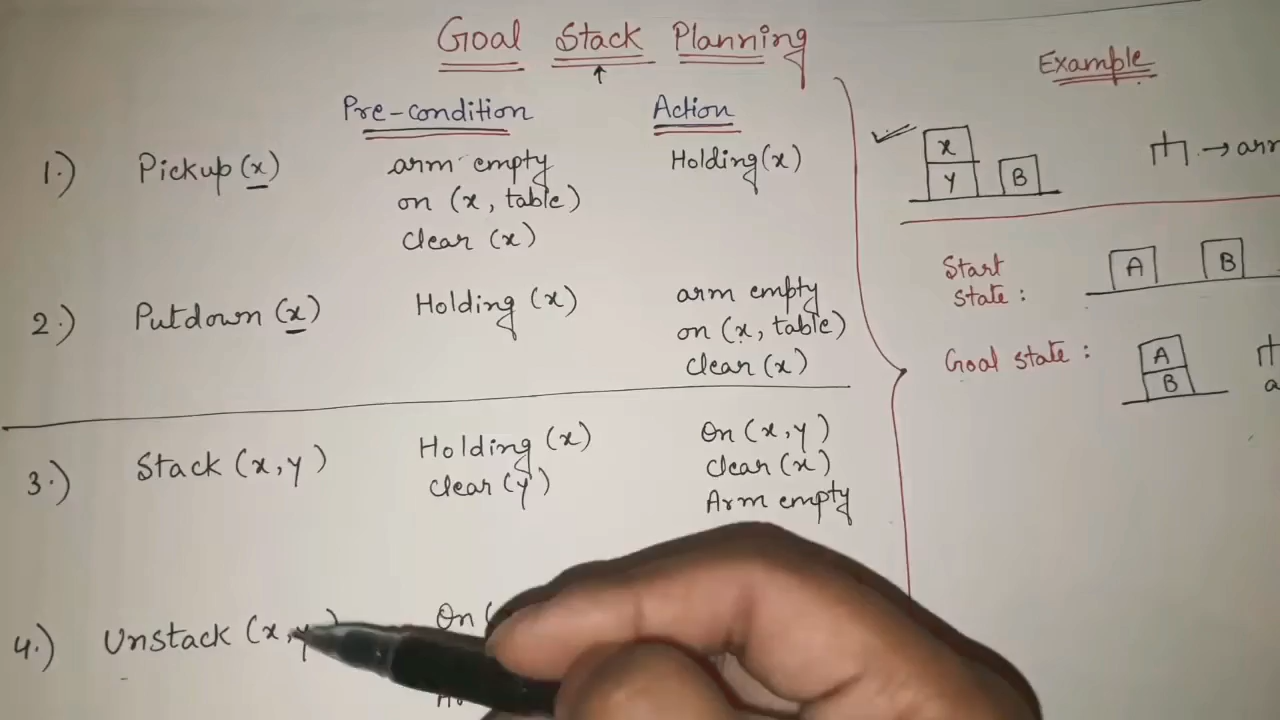 Goal Stack Planning
Pre-condition Action
1.) Pickup (x) arm empty Holding(x)
on (x, table)
clear (x)
2.) Putdown (x) Holding (x) arm empty
on (x, table)
clear (x)
3.) Stack (x,y) Holding (x) On (x,y)
clear (y) clear (x)
Arm empty
4.) Unstack (x,y) On (
Example
x
y B
Start A B
state:
Goal state: A
B